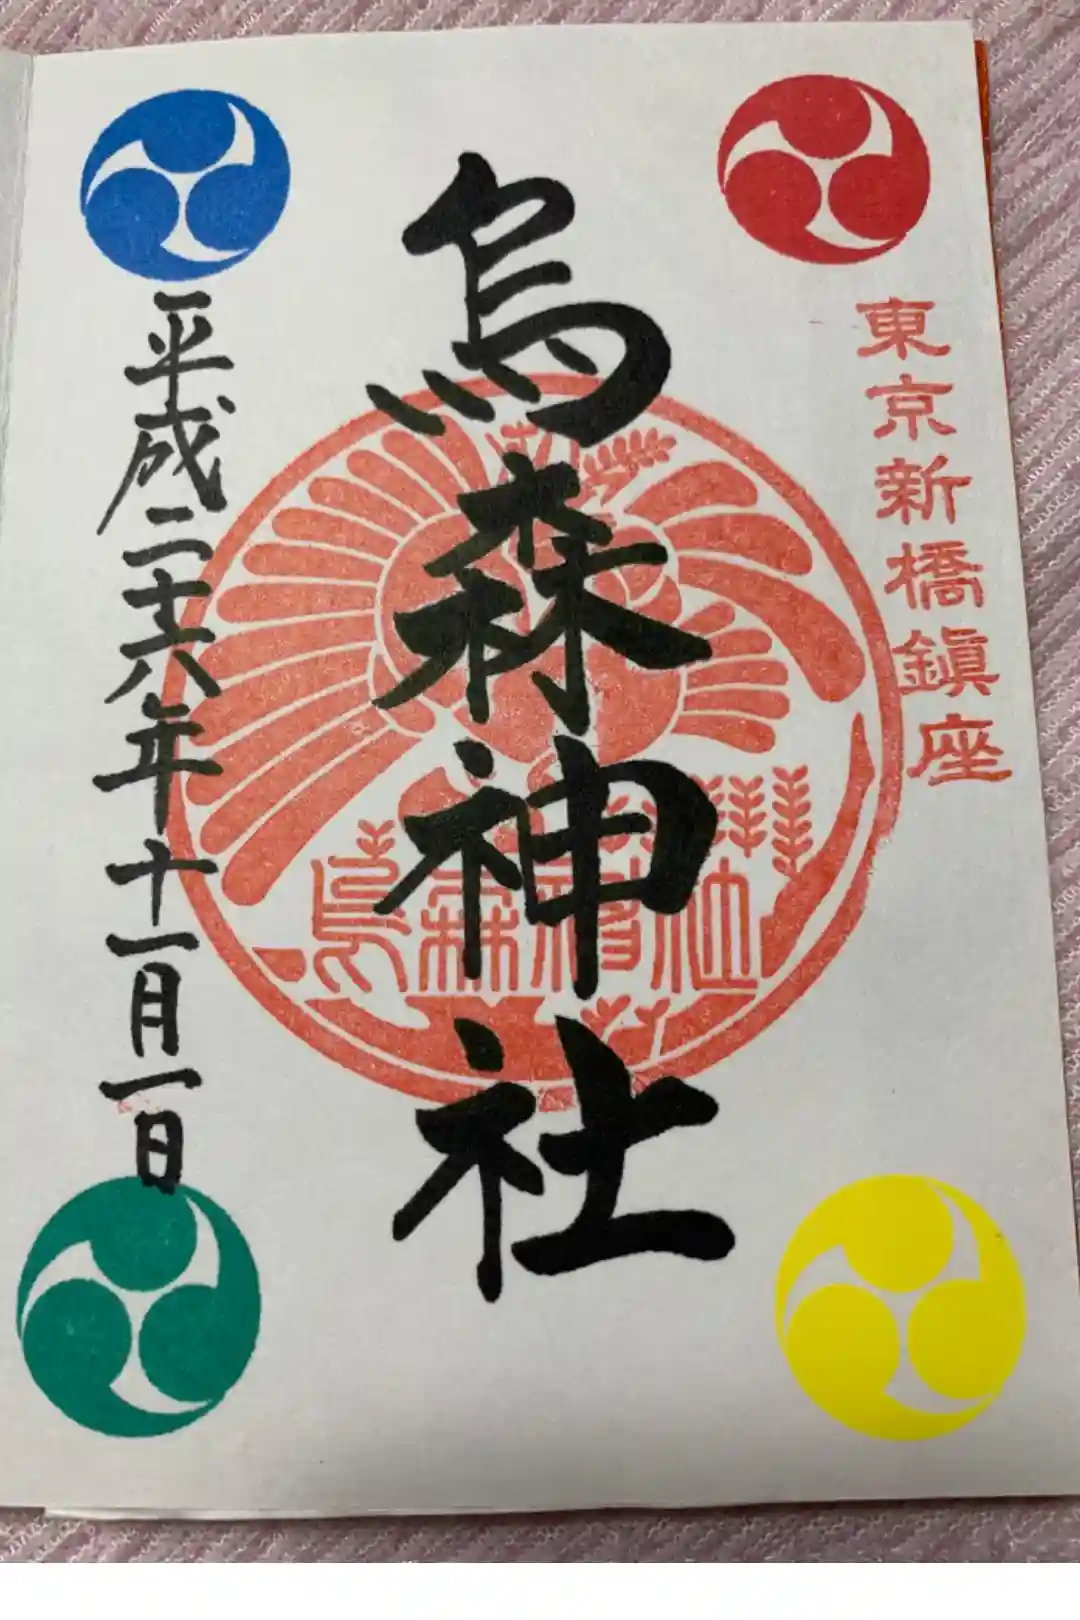 東京新橋鎮座
烏森神社
烏森神社
平成二十六年十一月一日